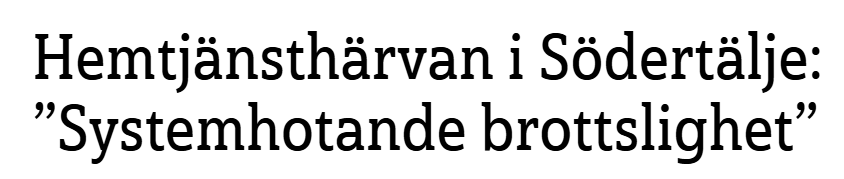 Hemtjänsthärvan i Södertälje:
”Systemhotande brottslighet”